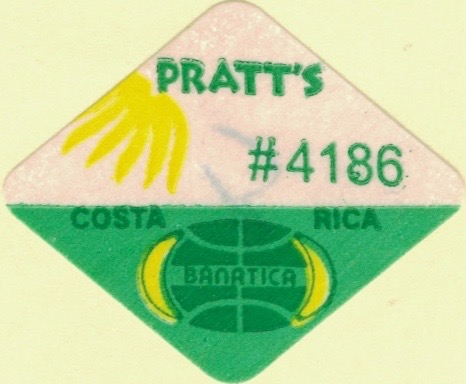 PRATT'S
#4186
COSTA RICA
BANATICA